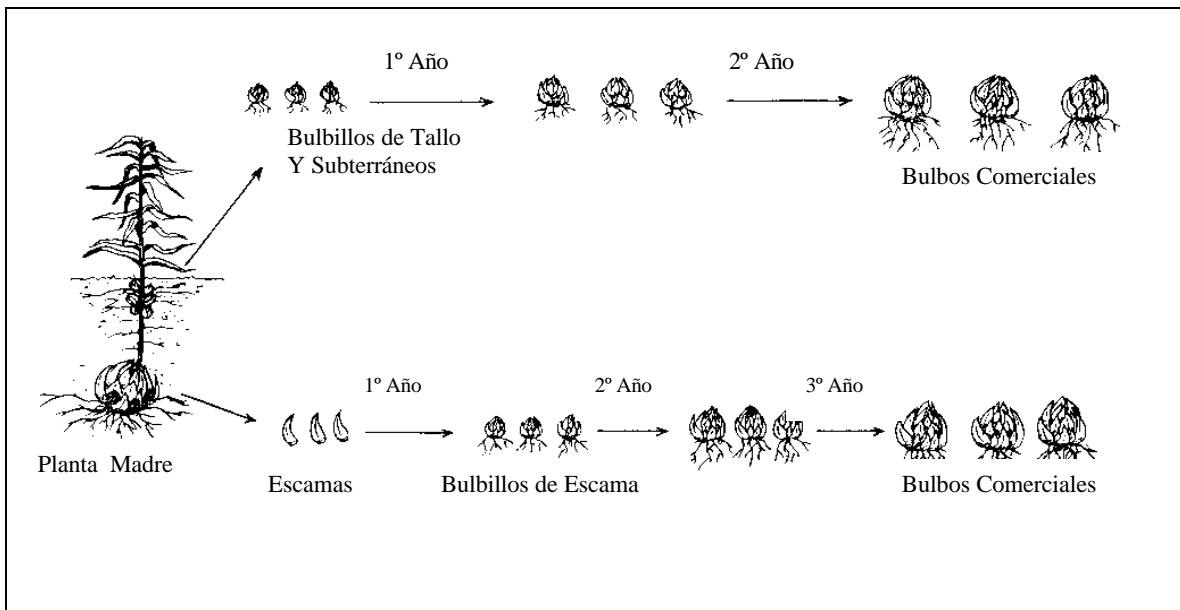 1º Año
2º Año
Bulbillos de Tallo
Y Subterráneos
Bulbos Comerciales
1º Año
2º Año
3º Año
Planta Madre
Escamas
Bulbillos de Escama
Bulbos Comerciales